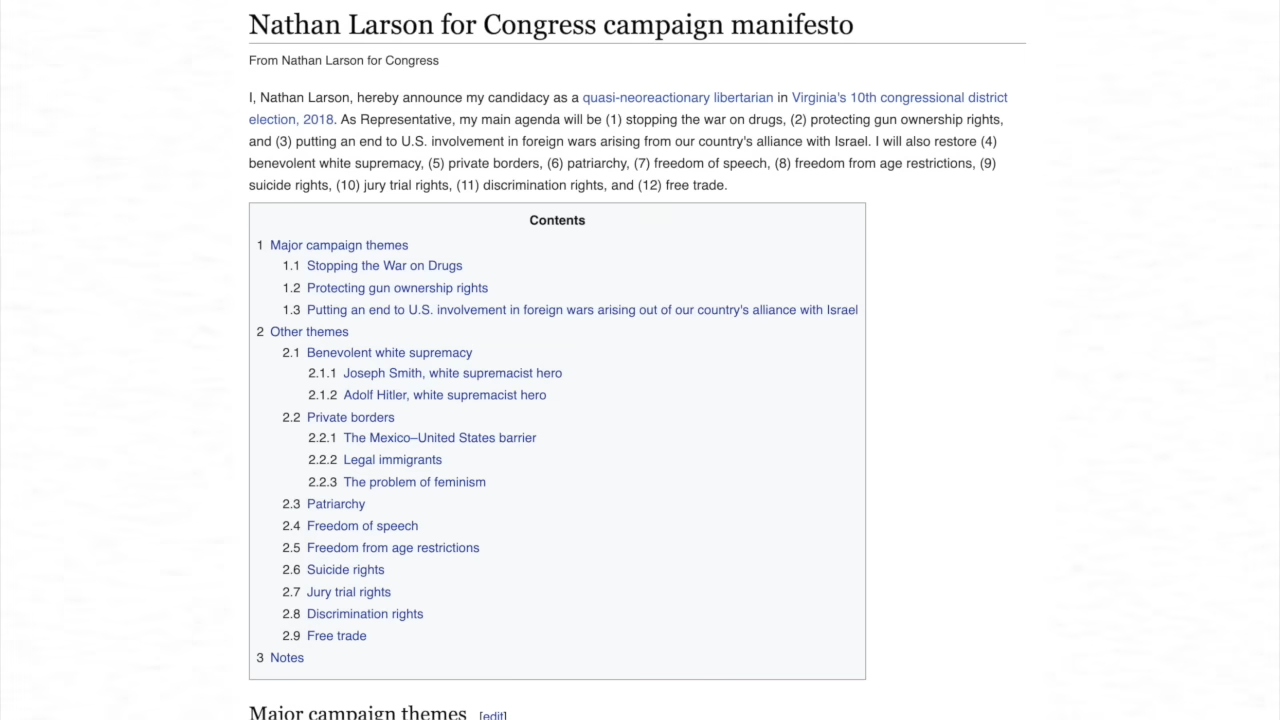 Nathan Larson for Congress campaign manifesto
From Nathan Larson for Congress
I, Nathan Larson, hereby announce my candidacy as a quasi-neoreactionary libertarian in Virginia's 10th congressional district
election, 2018. As Representative, my main agenda will be (1) stopping the war on drugs, (2) protecting gun ownership rights,
and (3) putting an end to U.S. involvement in foreign wars arising from our country's alliance with Israel. I will also restore (4)
benevolent white supremacy, (5) private borders, (6) patriarchy, (7) freedom of speech, (8) freedom from age restrictions, (9)
suicide rights, (10) jury trial rights, (11) discrimination rights, and (12) free trade.
Contents
1 Major campaign themes
1.1 Stopping the War on Drugs
1.2 Protecting gun ownership rights
1.3 Putting an end to U.S. involvement in foreign wars arising out of our country's alliance with Israel
2 Other themes
2.1 Benevolent white supremacy
2.1.1 Joseph Smith, white supremacist hero
2.1.2 Adolf Hitler, white supremacist hero
2.2 Private borders
2.2.1 The Mexico–United States barrier
2.2.2 Legal immigrants
2.2.3 The problem of feminism
2.3 Patriarchy
2.4 Freedom of speech
2.5 Freedom from age restrictions
2.6 Suicide rights
2.7 Jury trial rights
2.8 Discrimination rights
2.9 Free trade
3 Notes
Major campaign themes [edit]